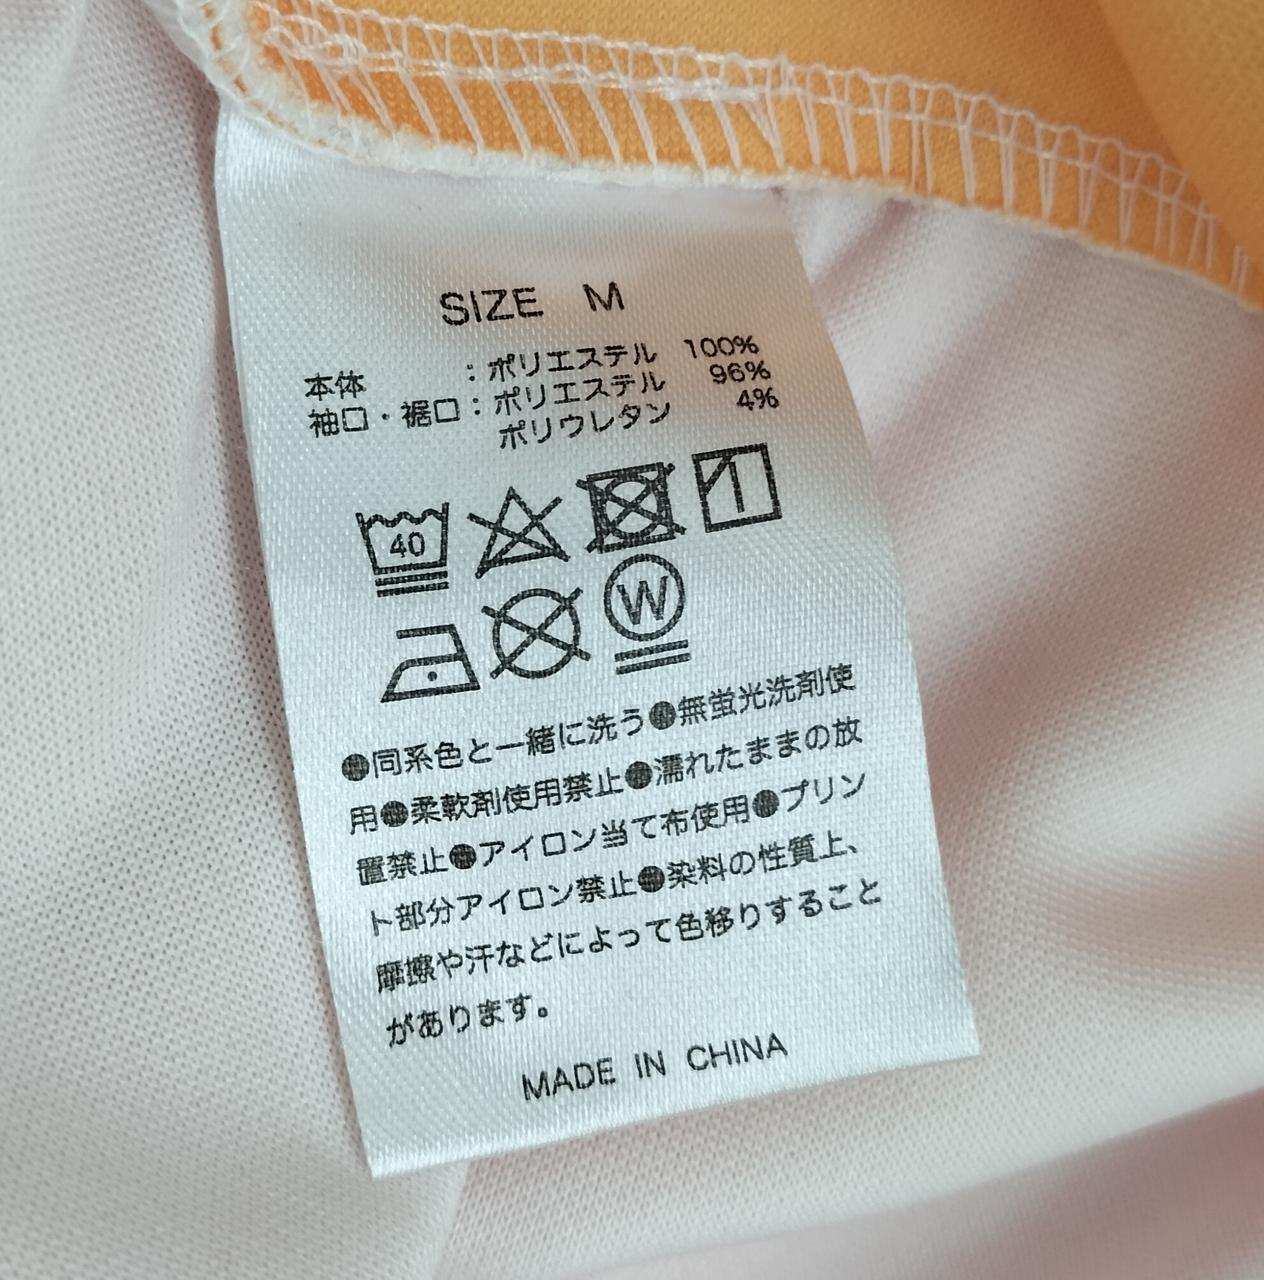 SIZE M
本体 : ポリエステル 100%
袖口・裾口 : ポリエステル 96%
ポリウレタン 4%
40
W
●同系色と一緒に洗う●無蛍光洗剤使
用●柔軟剤使用禁止●濡れたままの放
置禁止●アイロン当て布使用●プリン
ト部分アイロン禁止●染料の性質上、
摩擦や汗などによって色移りすること
があります。
MADE IN CHINA